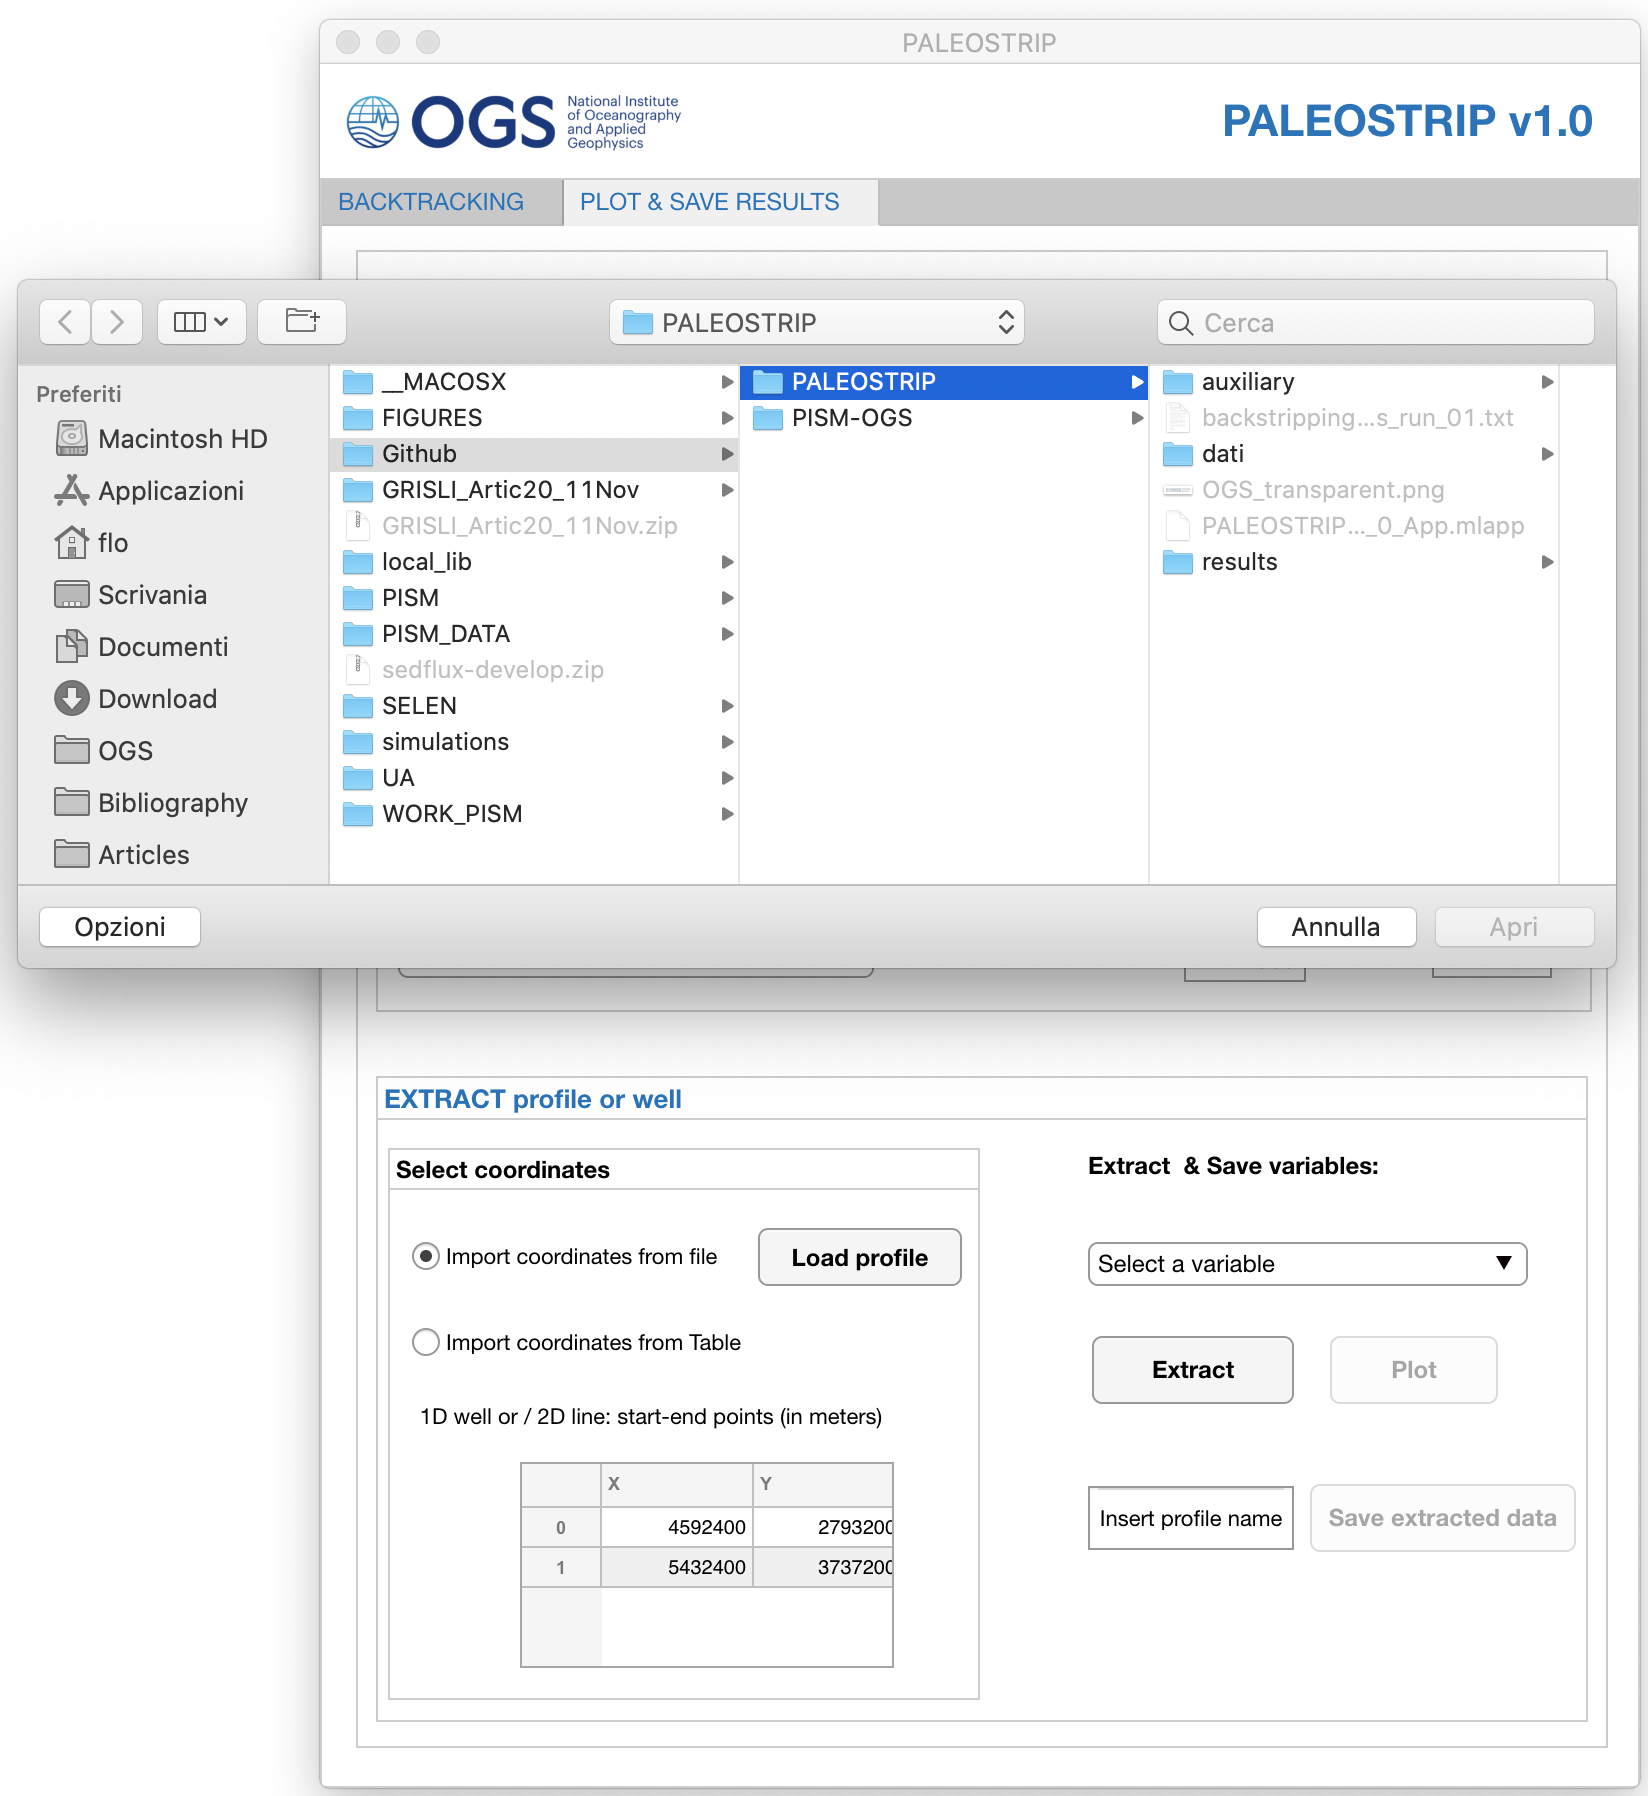 PALEOSTRIP
OGS
National Institute
of Oceanography
and Applied
Geophysics
PALEOSTRIP v1.0
BACKTRACKING
PLOT & SAVE RESULTS
PALEOSTRIP
Cerca
Preferiti
Macintosh HD
Applicazioni
flo
Scrivania
Documenti
Download
OGS
Bibliography
Articles
__MACOSX
FIGURES
Github
GRISLI_Artic20_11Nov
GRISLI_Artic20_11Nov.zip
local_lib
PISM
PISM_DATA
sedflux-develop.zip
SELEN
simulations
UA
WORK_PISM
PALEOSTRIP
PISM-OGS
auxiliary
backstripping...s_run_01.txt
dati
OGS_transparent.png
PALEOSTRIP..._0_App.mlapp
results
Opzioni
Annulla
Apri
EXTRACT profile or well
Select coordinates
Import coordinates from file
Load profile
Import coordinates from Table
1D well or / 2D line: start-end points (in meters)
X Y
0 4592400 2793200
1 5432400 3737200
Extract & Save variables:
Select a variable
Extract
Plot
Insert profile name
Save extracted data